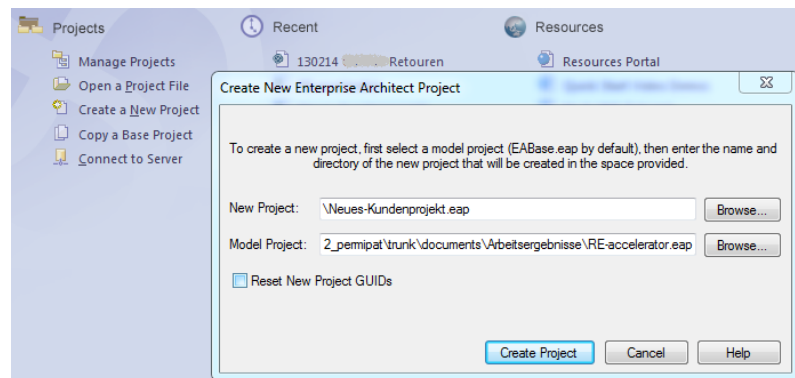 Projects
Recent
Resources
Manage Projects
130214 Retouren
Resources Portal
Open a Project File
Create a New Project
Copy a Base Project
Connect to Server
Create New Enterprise Architect Project
To create a new project, first select a model project (EABase.eap by default), then enter the name and
directory of the new project that will be created in the space provided.
New Project: \Neues-Kundenprojekt.eap Browse...
Model Project: 2_permipat\trunk\documents\Arbeitsergebnisse\RE-accelerator.eap Browse...
Reset New Project GUIDs
Create Project Cancel Help